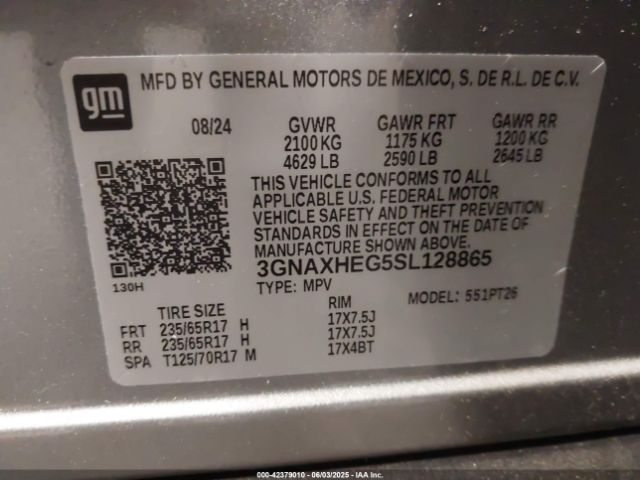 gm
MFD BY GENERAL MOTORS DE MEXICO, S. DE R.L. DE C.V.
08/24 GVWR GAWR FRT GAWR RR
2100 KG 1175 KG 1200 KG
4629 LB 2590 LB 2645 LB
THIS VEHICLE CONFORMS TO ALL
APPLICABLE U.S. FEDERAL MOTOR
VEHICLE SAFETY AND THEFT PREVENTION
STANDARDS IN EFFECT ON THE DATE OF
MANUFACTURE SHOWN ABOVE.
3GNAXHEG5SL128865
130H
TYPE: MPV MODEL: 551PT26
TIRE SIZE RIM
FRT 235/65R17 H 17X7.5J
RR 235/65R17 H 17X7.5J
SPA T125/70R17 M 17X4BT
000-42379010 - 06/03/2025 - IAAI.com